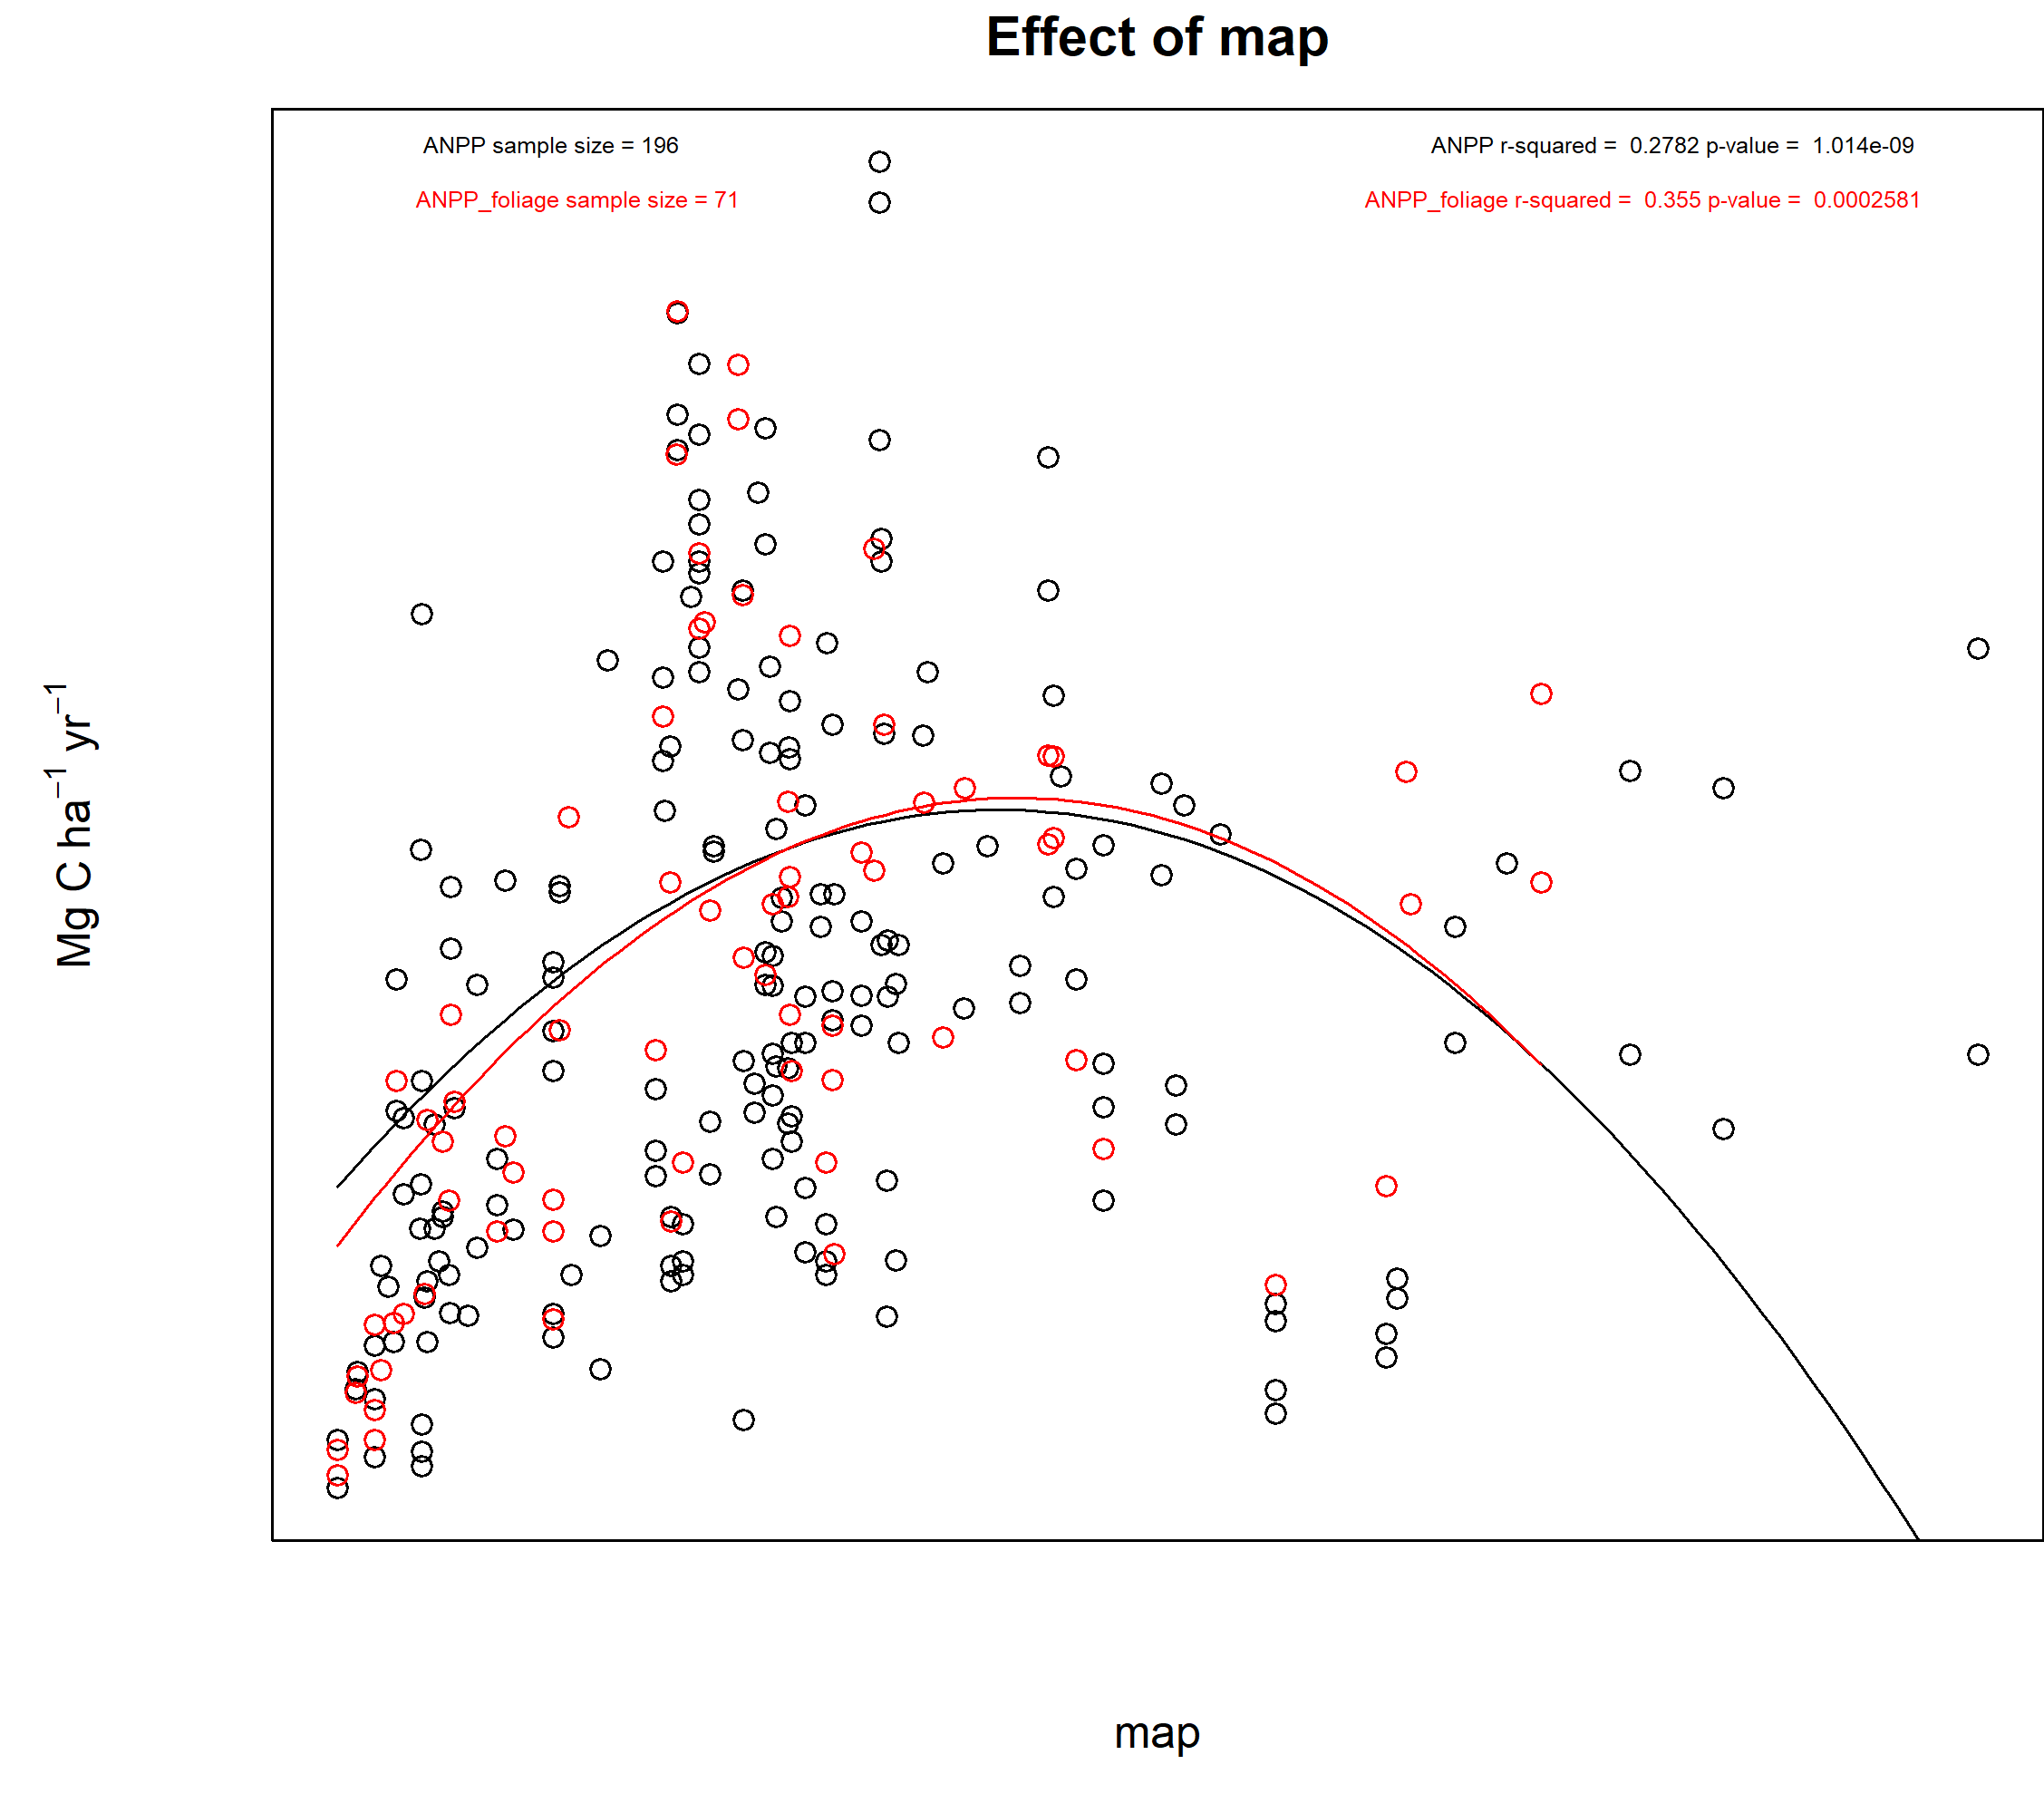 Effect of map
ANPP sample size = 196
ANPP r-squared = 0.2782 p-value = 1.014e-09
ANPP_foliage sample size = 71
ANPP_foliage r-squared = 0.355 p-value = 0.0002581
Mg C ha⁻¹ yr⁻¹
map